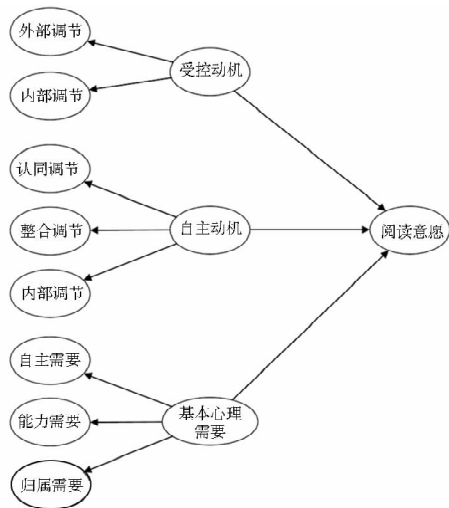 外部调节
受控动机
内部调节
认同调节
整合调节
自主动机
阅读意愿
内部调节
自主需要
能力需要
基本心理
需要
归属需要